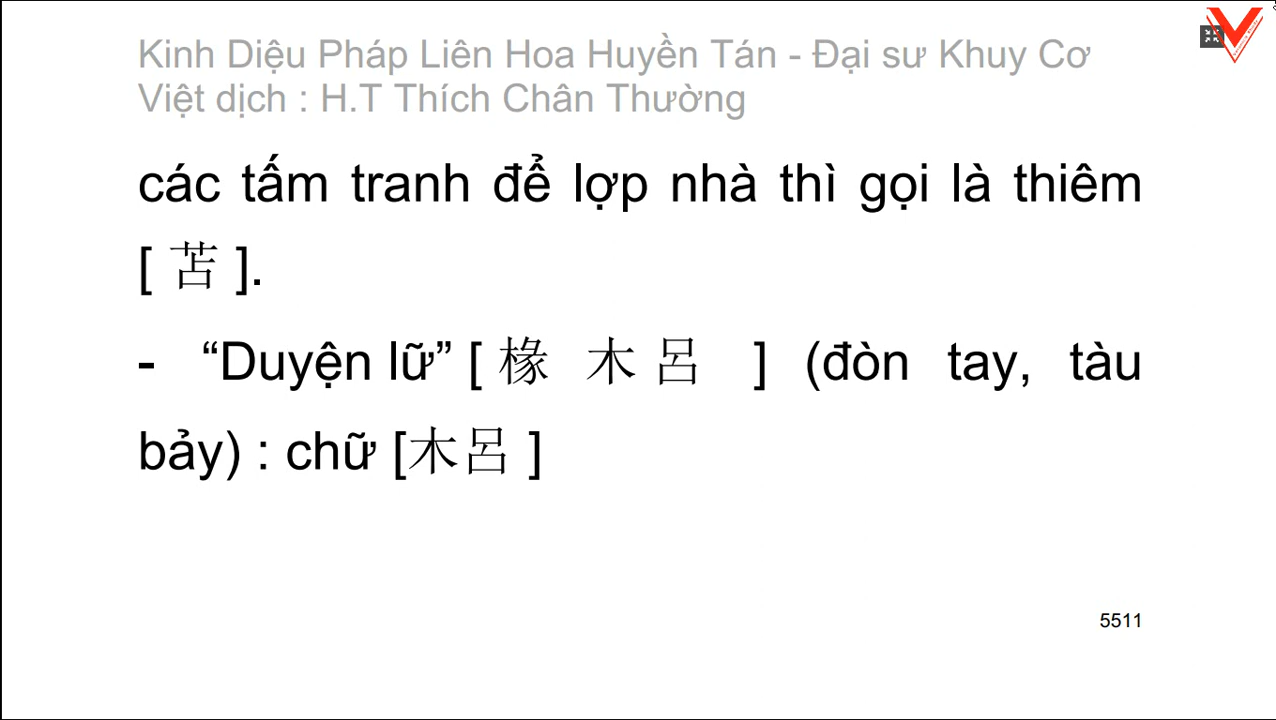 Kinh Diệu Pháp Liên Hoa Huyền Tán - Đại sư Khuy Cơ
Việt dịch : H.T Thích Chân Thường
các tấm tranh để lợp nhà thì gọi là thiêm
[ 苫 ].
- “Duyện lữ” [ 椽 木 呂 ] (đòn tay, tàu
bảy) : chữ [木呂 ]
5511